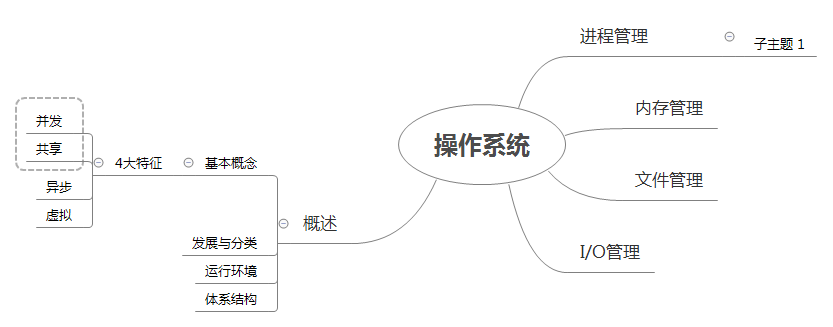 操作系统
进程管理
子主题 1
内存管理
文件管理
I/O管理
概述
基本概念
4大特征
并发
共享
异步
虚拟
发展与分类
运行环境
体系结构